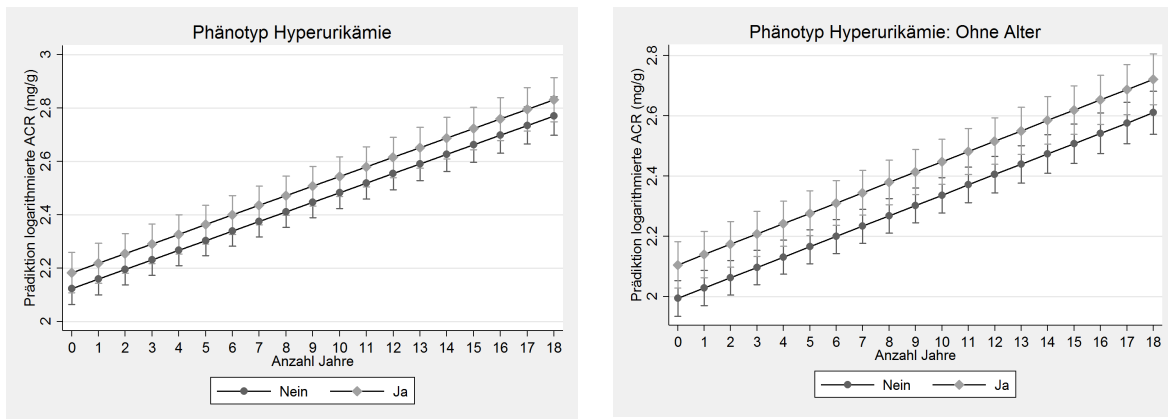 Phänotyp Hyperurikämie
Prädiktion logarithmierte ACR (mg/g)
3
2.8
2.6
2.4
2.2
2
0 1 2 3 4 5 6 7 8 9 10 11 12 13 14 15 16 17 18
Anzahl Jahre
Nein Ja
Phänotyp Hyperurikämie: Ohne Alter
Prädiktion logarithmierte ACR (mg/g)
2.8
2.6
2.4
2.2
2
0 1 2 3 4 5 6 7 8 9 10 11 12 13 14 15 16 17 18
Anzahl Jahre
Nein Ja